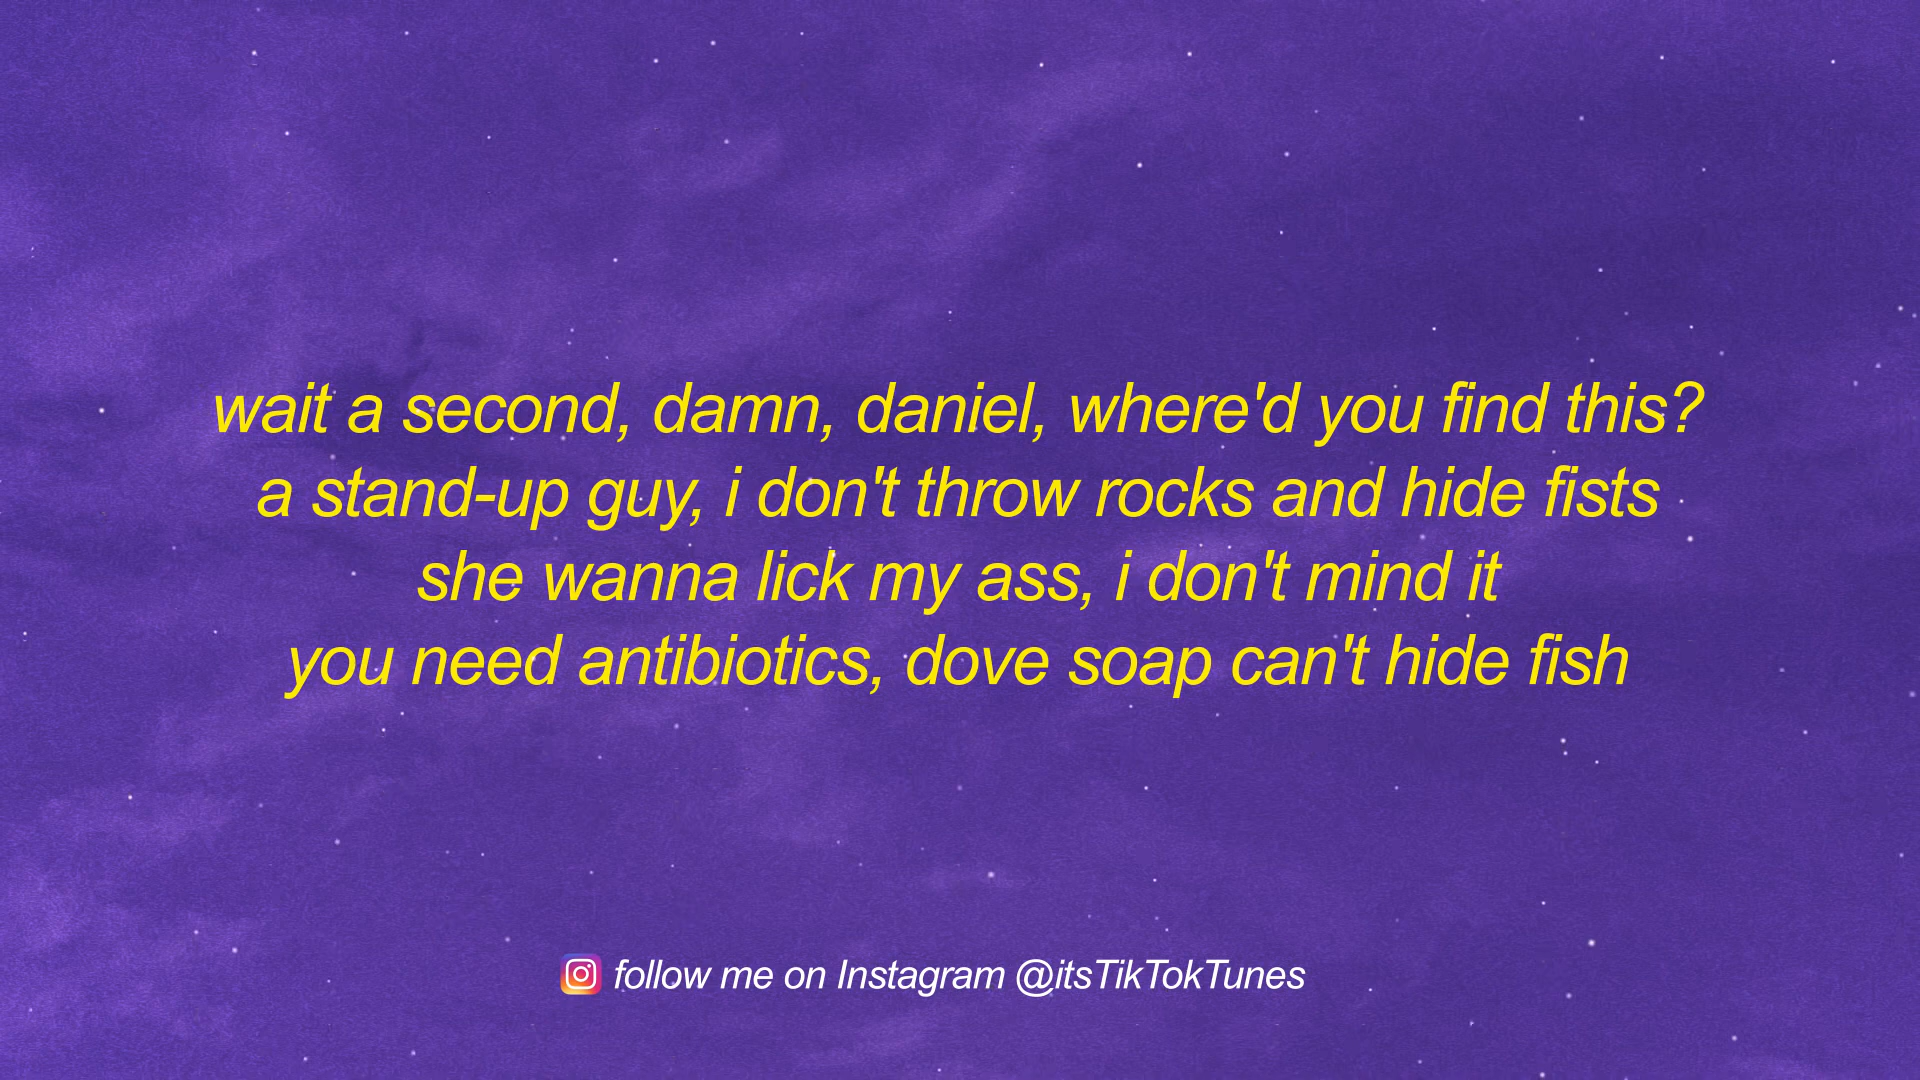 wait a second, damn, daniel, where'd you find this?
a stand-up guy, i don't throw rocks and hide fists
she wanna lick my ass, i don't mind it
you need antibiotics, dove soap can't hide fish
follow me on Instagram @itsTikTokTunes